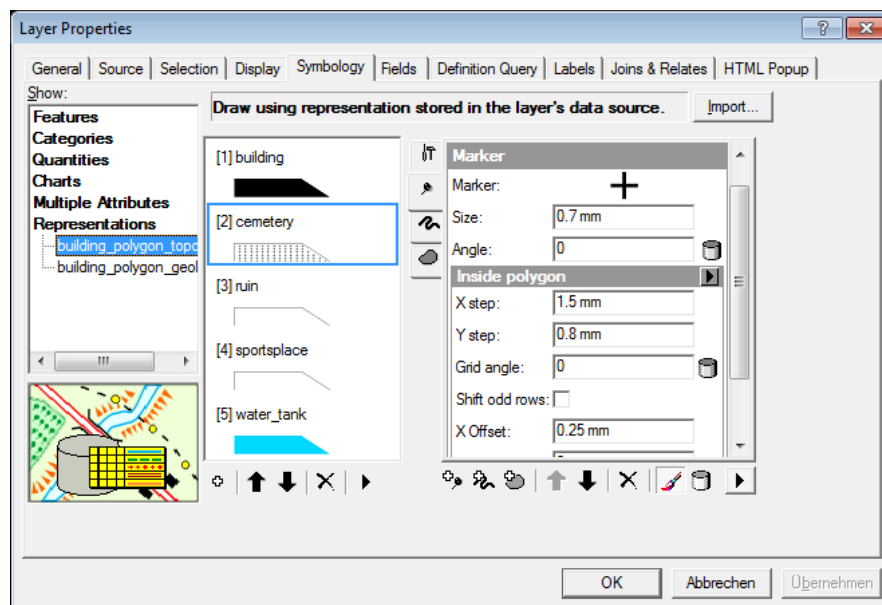 Layer Properties
General Source Selection Display Symbology Fields Definition Query Labels Joins & Relates HTML Popup
Show:
Features
Categories
Quantities
Charts
Multiple Attributes
Representations
building_polygon_topo
building_polygon_geol
Draw using representation stored in the layer's data source.
Import...
[1] building
[2] cemetery
[3] ruin
[4] sportsplace
[5] water_tank
Marker
Marker:
Size: 0.7 mm
Angle: 0
Inside polygon
X step: 1.5 mm
Y step: 0.8 mm
Grid angle: 0
Shift odd rows:
X Offset: 0.25 mm
OK Abbrechen Übernehmen